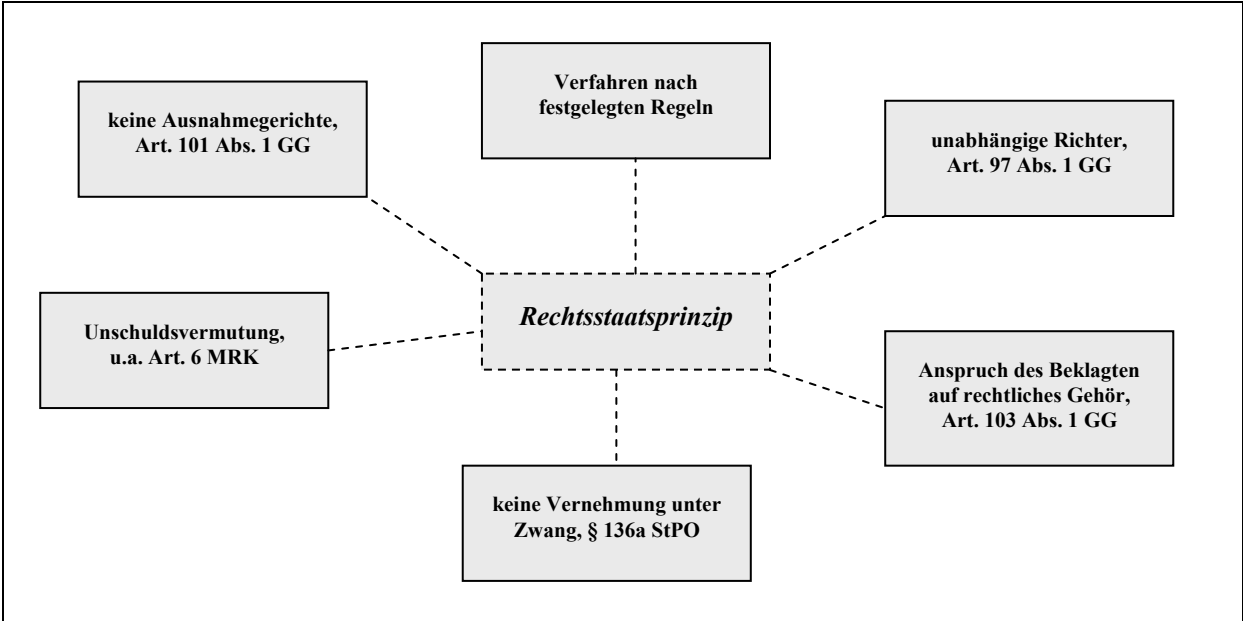 Verfahren nach
festgelegten Regeln
keine Ausnahmegerichte,
Art. 101 Abs. 1 GG
unabhängige Richter,
Art. 97 Abs. 1 GG
Rechtsstaatsprinzip
Unschuldsvermutung,
u.a. Art. 6 MRK
Anspruch des Beklagten
auf rechtliches Gehör,
Art. 103 Abs. 1 GG
keine Vernehmung unter
Zwang, § 136a StPO